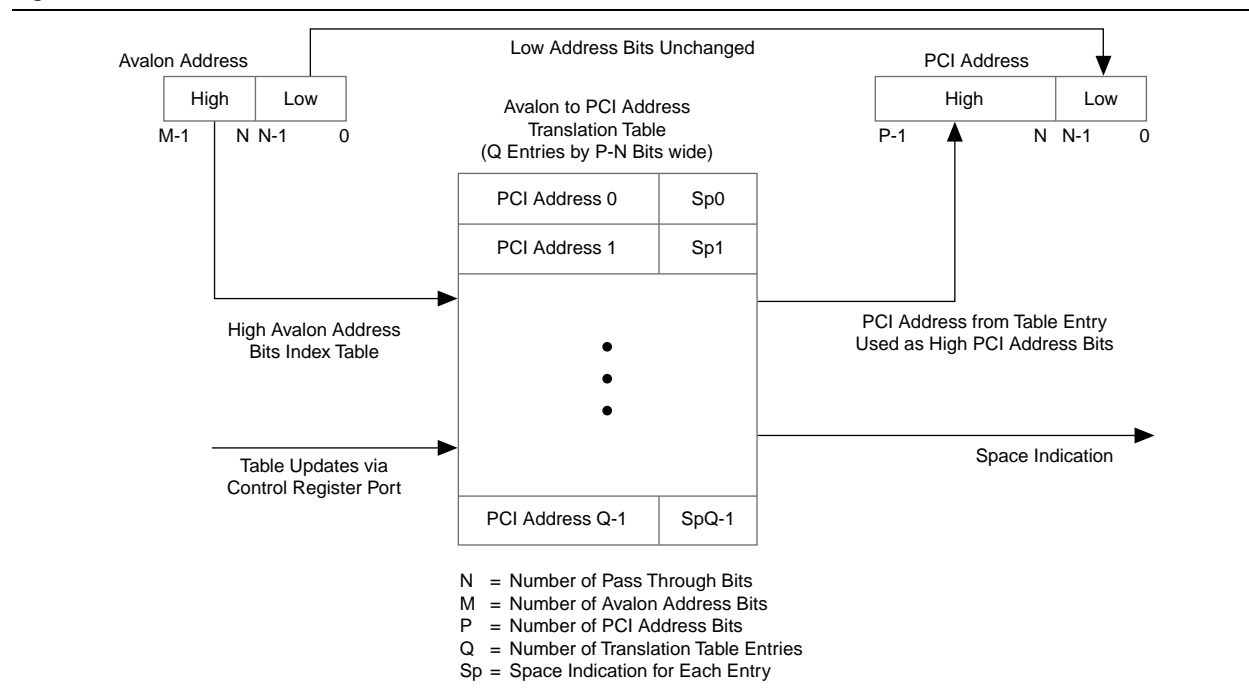 Low Address Bits Unchanged
Avalon Address
PCI Address
High Low
High Low
M-1 N N-1 0
P-1 N N-1 0
Avalon to PCI Address
Translation Table
(Q Entries by P-N Bits wide)
PCI Address 0 Sp0
PCI Address 1 Sp1
High Avalon Address
Bits Index Table
PCI Address from Table Entry
Used as High PCI Address Bits
Table Updates via
Control Register Port
Space Indication
PCI Address Q-1 SpQ-1
N = Number of Pass Through Bits
M = Number of Avalon Address Bits
P = Number of PCI Address Bits
Q = Number of Translation Table Entries
Sp = Space Indication for Each Entry